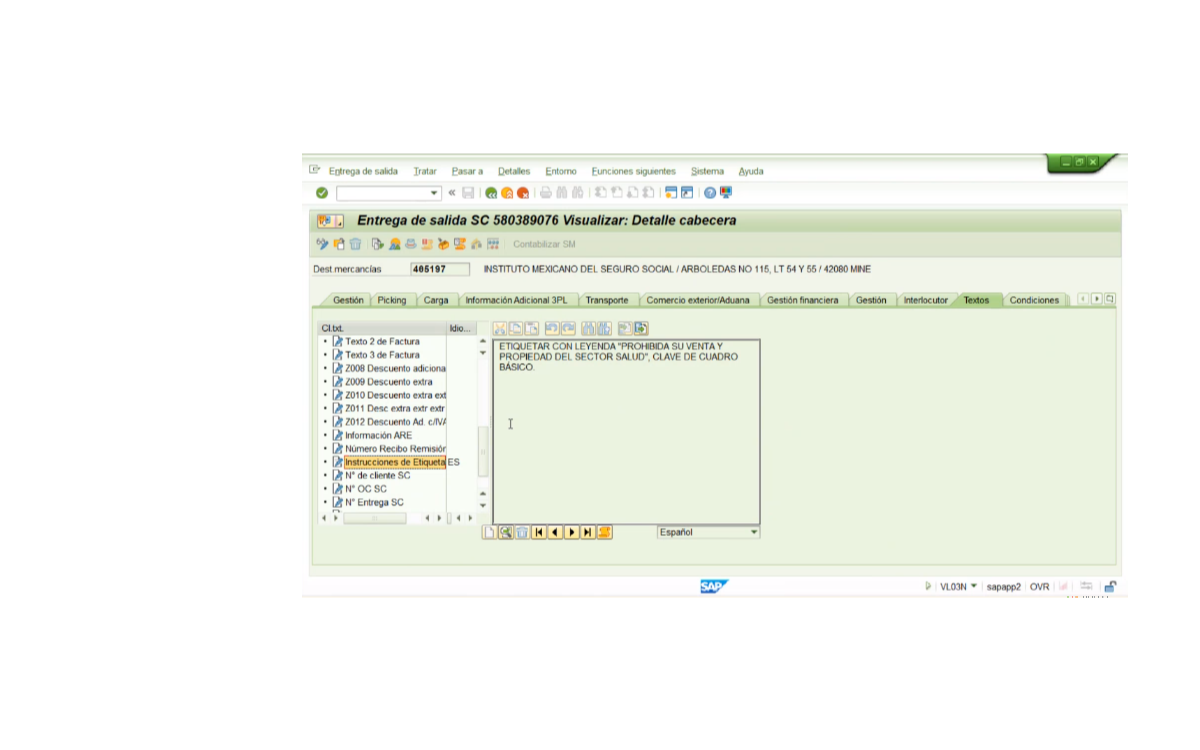 Entrega de salida Tratar Pasar a Detalles Entorno Funciones siguientes Sistema Ayuda
Entrega de salida SC 580389076 Visualizar: Detalle cabecera
Contabilizar SM
Dest.mercancías 405197 INSTITUTO MEXICANO DEL SEGURO SOCIAL / ARBOLEDAS NO 115, LT 54 Y 55 / 42080 MINE
Gestión Picking Carga Información Adicional 3PL Transporte Comercio exterior/Aduana Gestión financiera Gestión Interlocutor Textos Condiciones
Cl.txt. Idio...
Texto 2 de Factura
Texto 3 de Factura
Z008 Descuento adiciona
Z009 Descuento extra
Z010 Descuento extra ext
Z011 Desc extra extr extr
Z012 Descuento Ad. c/IVA
Información ARE
Número Recibo Remisión
Instrucciones de Etiqueta ES
N° de cliente SC
N° OC SC
N° Entrega SC
ETIQUETAR CON LEYENDA "PROHIBIDA SU VENTA Y
PROPIEDAD DEL SECTOR SALUD", CLAVE DE CUADRO
BÁSICO.
Español
SAP
VL03N sapapp2 OVR